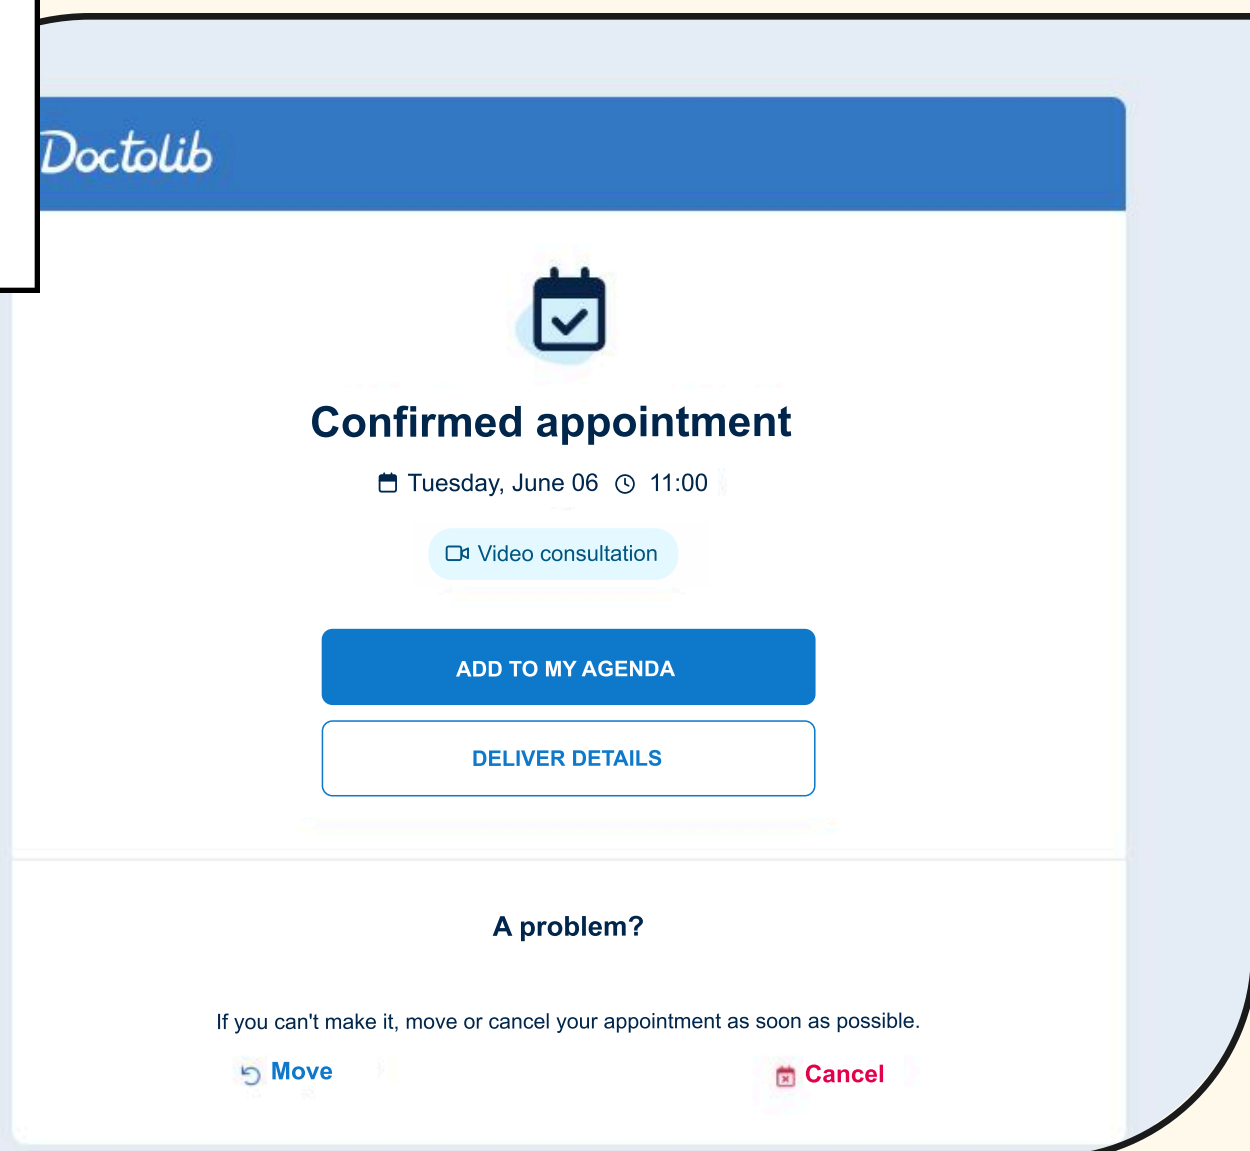 Doctolib
Confirmed appointment
Tuesday, June 06 11:00
Video consultation
ADD TO MY AGENDA
DELIVER DETAILS
A problem?
If you can't make it, move or cancel your appointment as soon as possible.
Move
Cancel